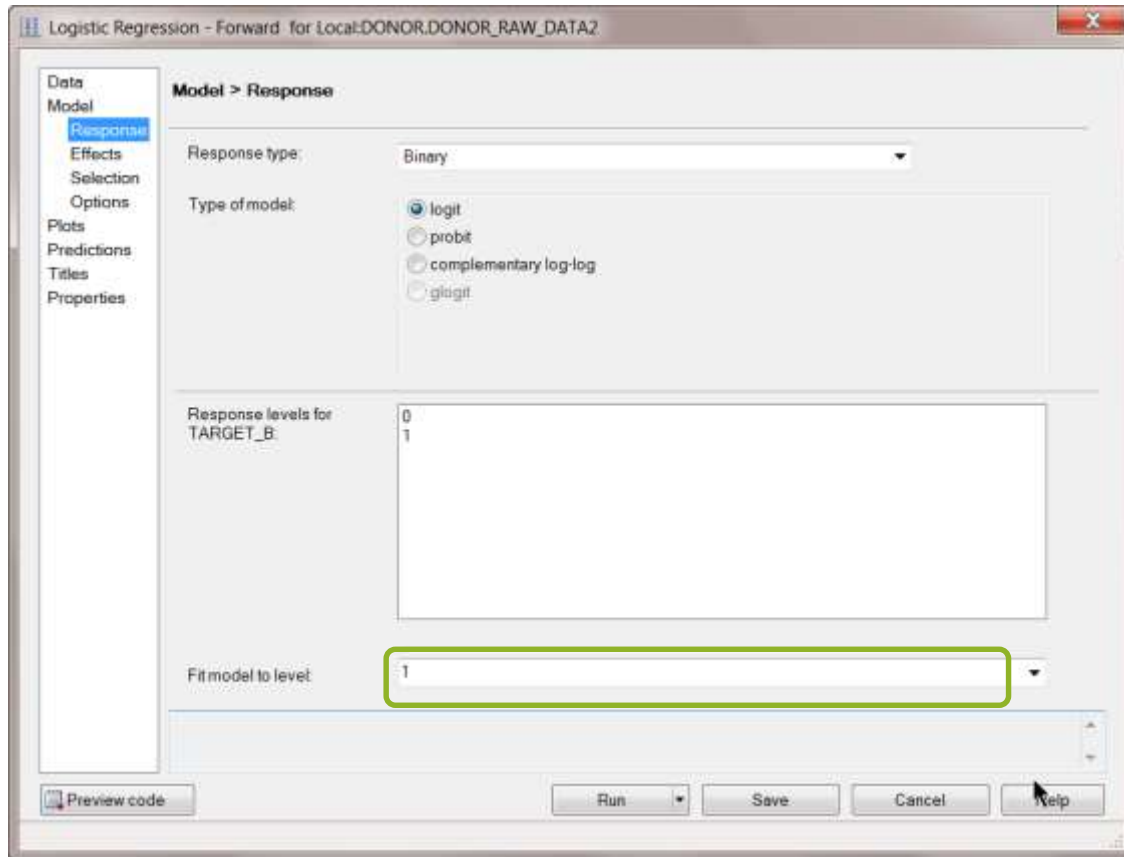 Logistic Regression - Forward for Local:DONOR.DONOR_RAW_DATA2
Data
Model
Response
Effects
Selection
Options
Plots
Predictions
Titles
Properties
Model > Response
Response type:
Binary
Type of model:
logit
probit
complementary log-log
glogit
Response levels for
TARGET_B:
0
1
Fit model to level:
1
Preview code
Run
Save
Cancel
Help